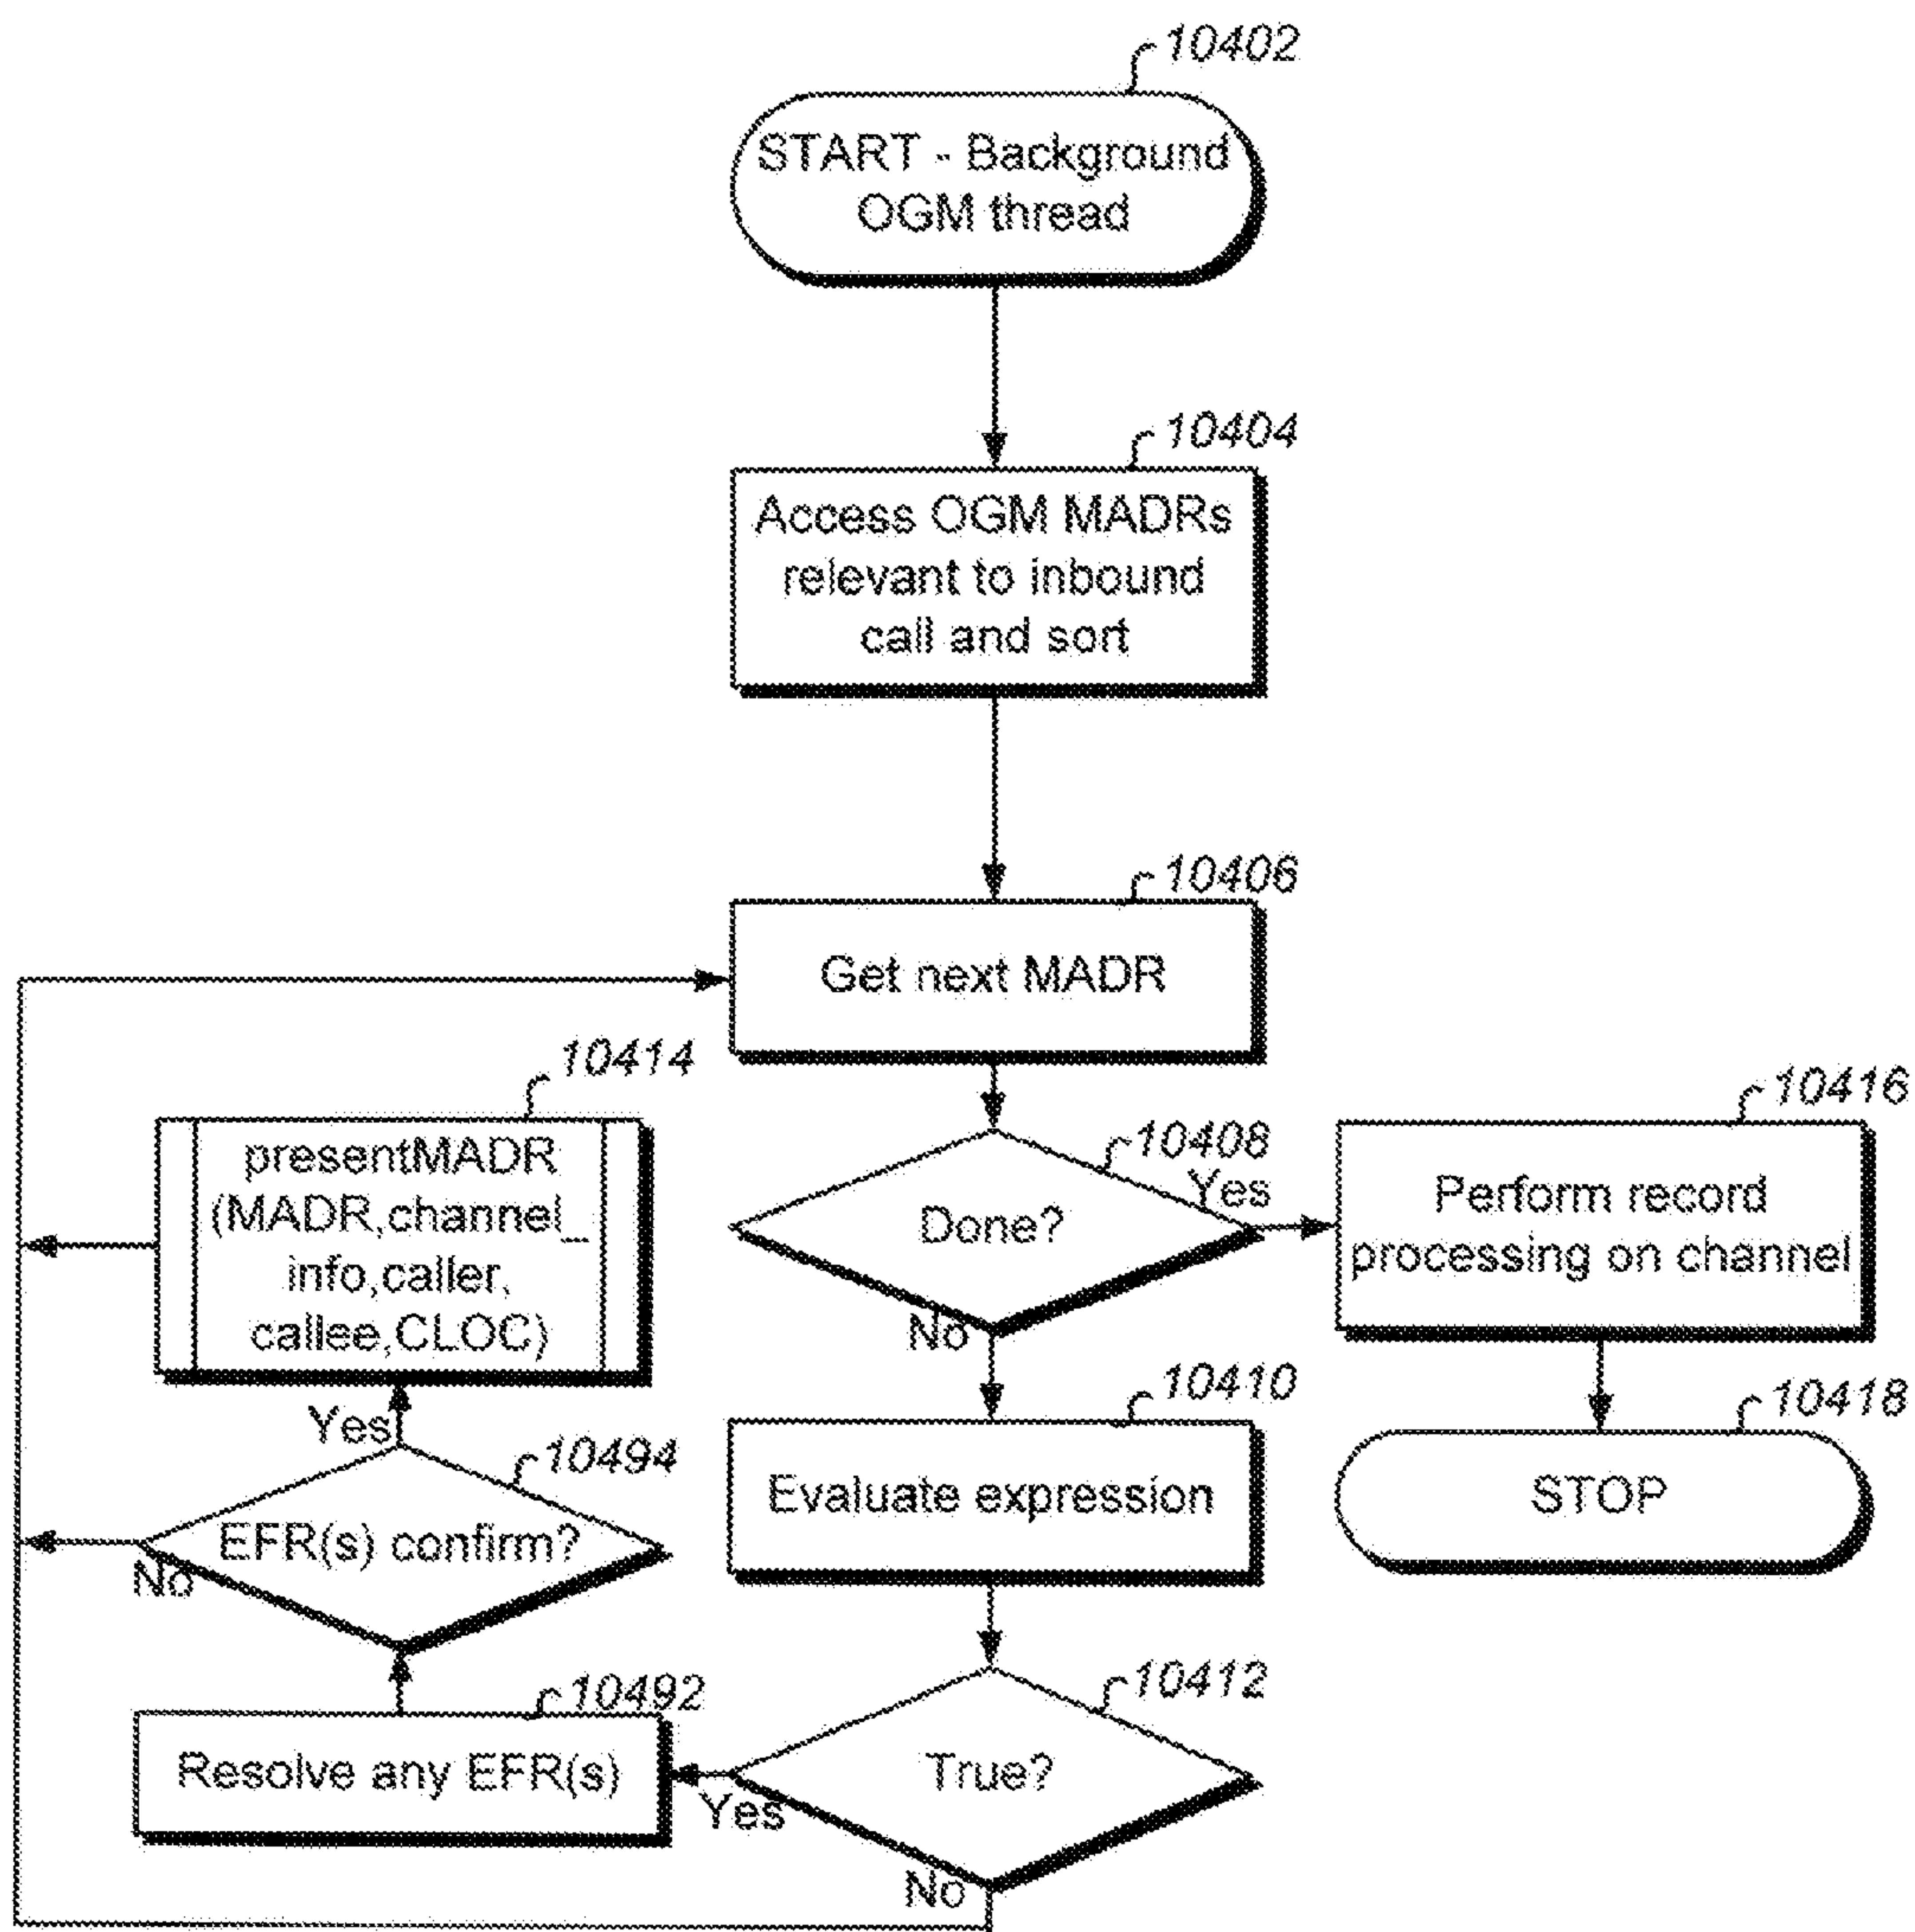 10402
START - Background
OGM thread
10404
Access OGM MADRs
relevant to inbound
call and sort
10406
Get next MADR
10414
presentMADR
(MADR,channel_
info,caller,
callee,CLOC)
10408
Yes
Done?
No
10416
Perform record
processing on channel
10410
Evaluate expression
10418
STOP
Yes
10494
EFR(s) confirm?
No
10492
Resolve any EFR(s)
10412
True?
Yes
No